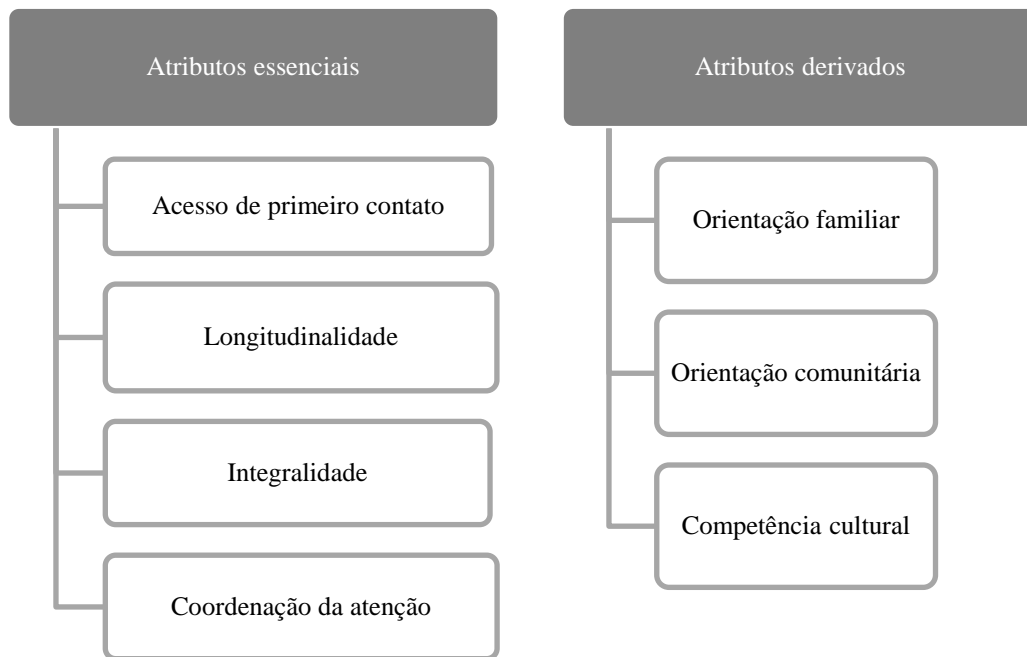 Atributos essenciais
Acesso de primeiro contato
Longitudinalidade
Integralidade
Coordenação da atenção
Atributos derivados
Orientação familiar
Orientação comunitária
Competência cultural